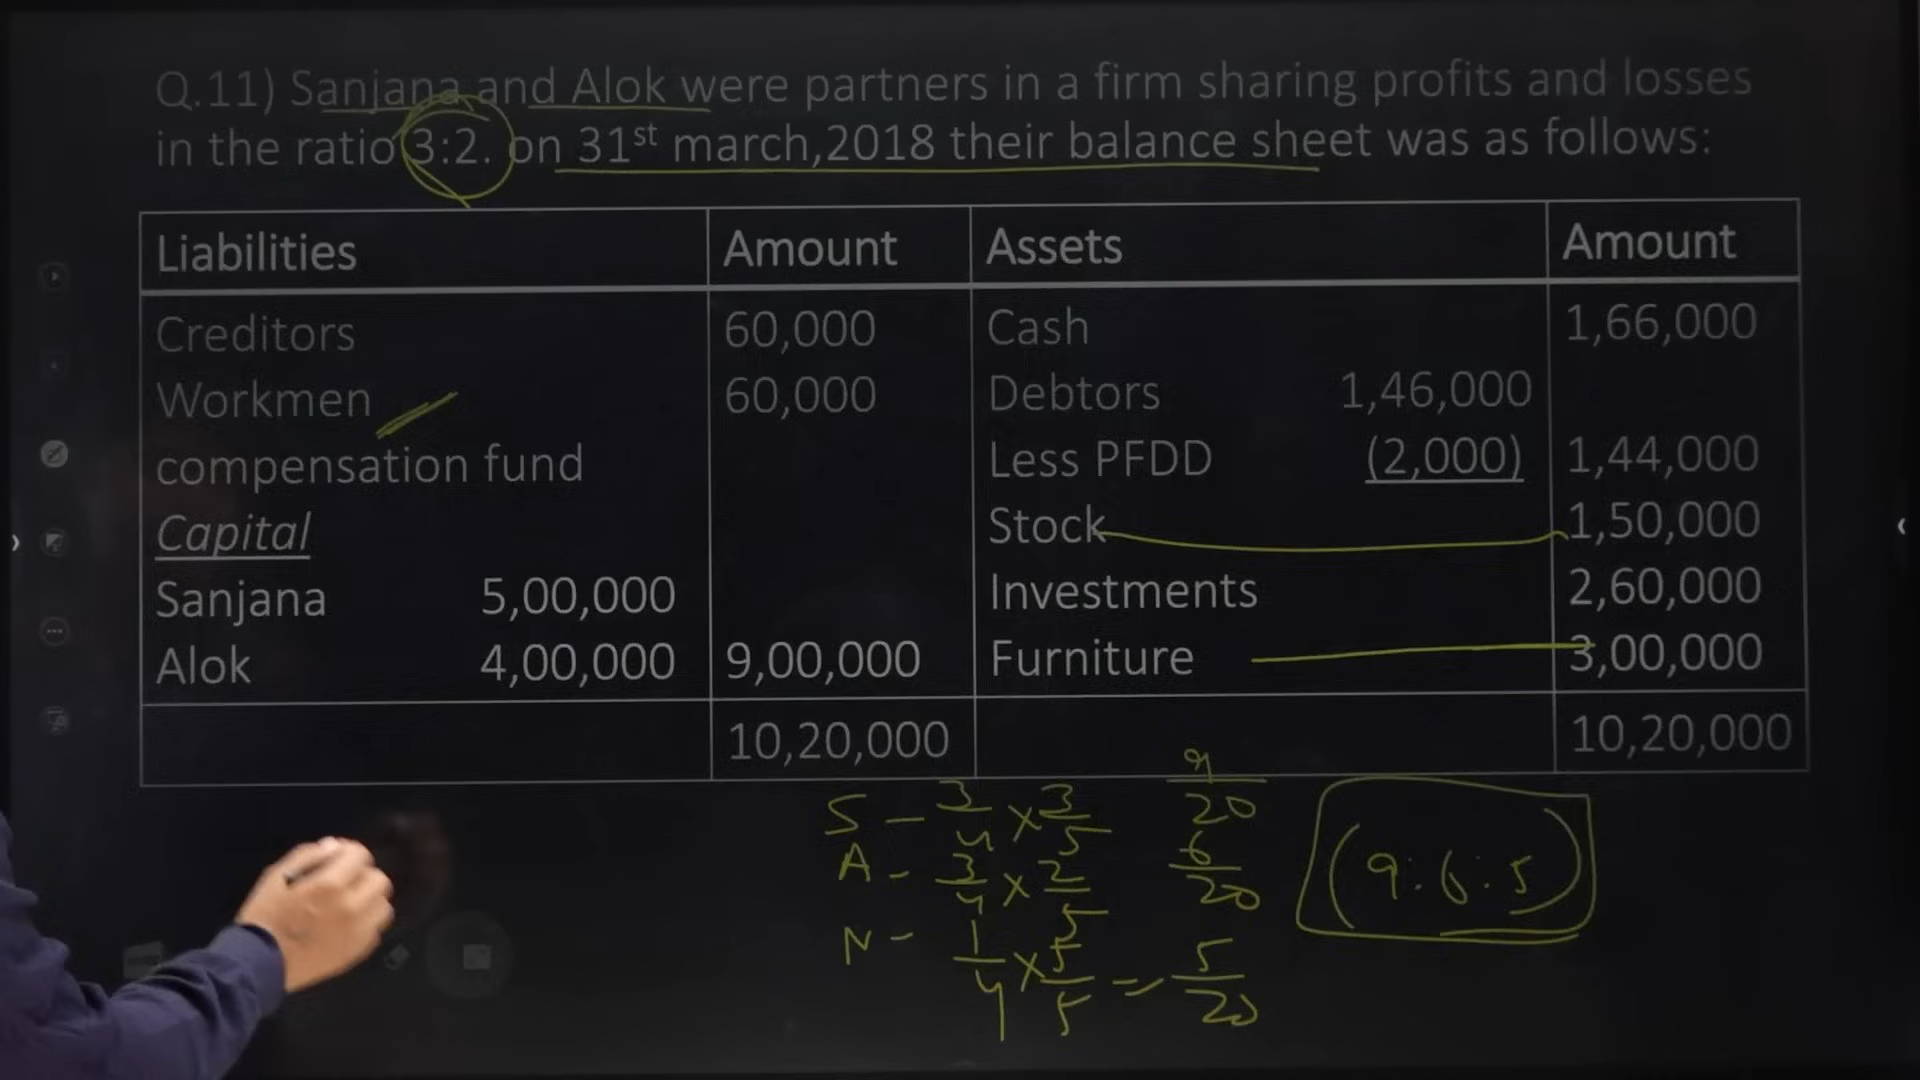 Q.11) Sanjana and Alok were partners in a firm sharing profits and losses
in the ratio 3:2. on 31st march,2018 their balance sheet was as follows:
Liabilities Amount Assets Amount
Creditors 60,000 Cash 1,66,000
Workmen 60,000 Debtors 1,46,000
compensation fund Less PFDD (2,000) 1,44,000
Capital Stock 1,50,000
Sanjana 5,00,000 Investments 2,60,000
Alok 4,00,000 9,00,000 Furniture 3,00,000
10,20,000 10,20,000
S - 3/4 × 3/5 9/20
A - 3/4 × 2/5 6/20
N - 1/4 × 5/5 = 5/20
(9:6:5)